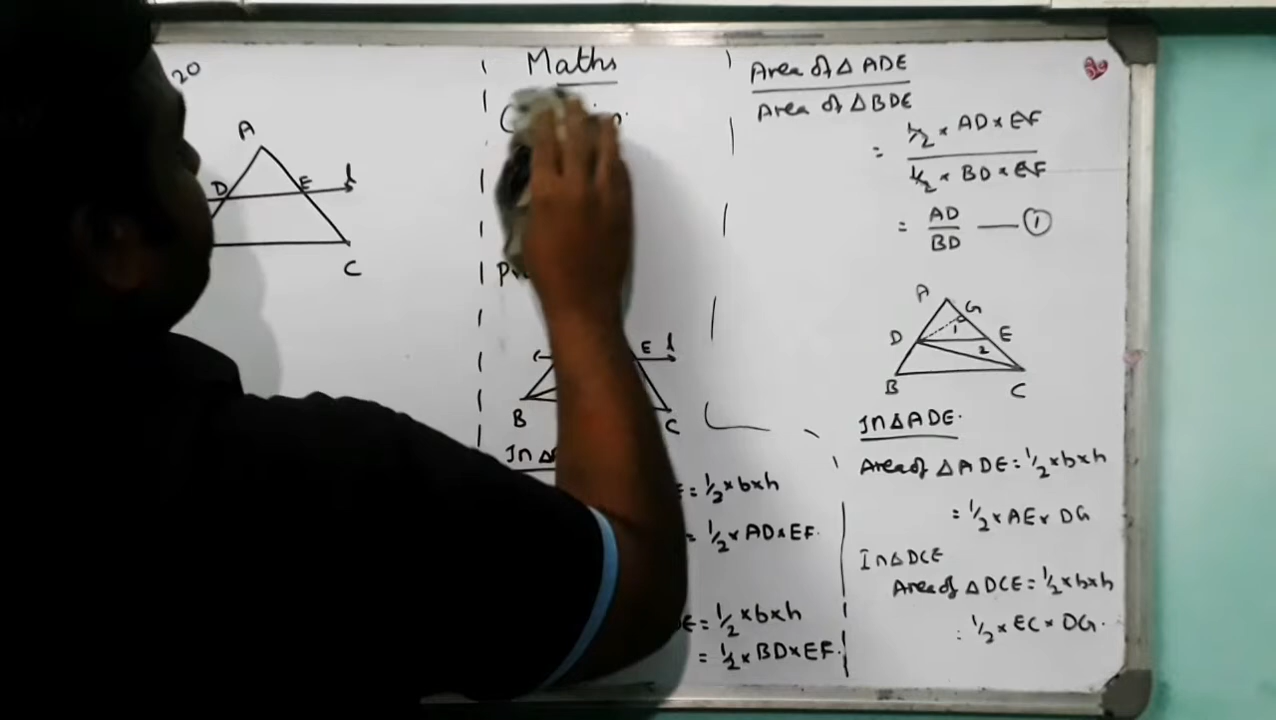 20
A
D E l
C
Maths
E l
B
C
In Δ
= 1/2 × b × h
= 1/2 × AD × EF.
= 1/2 × b × h
= 1/2 × BD × EF.
Area of Δ ADE
Area of Δ BDE
= 1/2 × AD × EF
1/2 × BD × EF
= AD
BD — ①
A G
D 1 E
2
B C
In Δ ADE.
Area of Δ ADE = 1/2 × b × h
= 1/2 × AE × DG
In Δ DCE
Area of Δ DCE = 1/2 × b × h
= 1/2 × EC × DG.